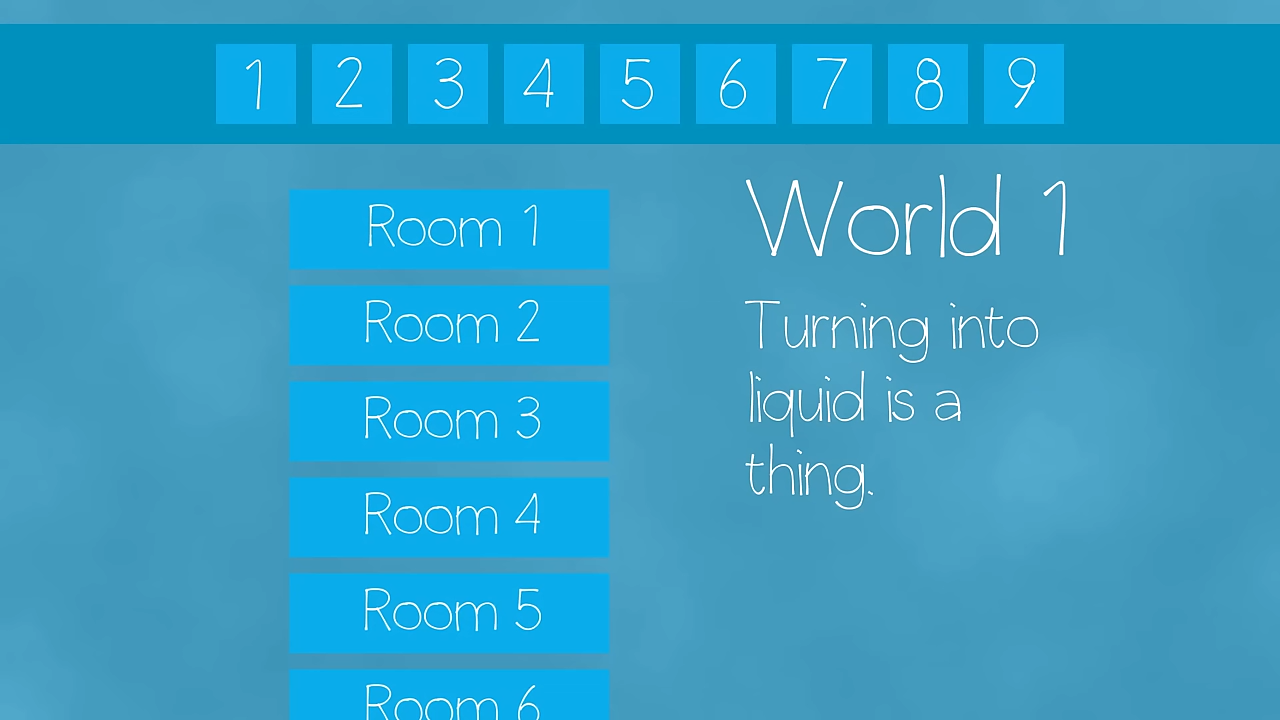 1 2 3 4 5 6 7 8 9
Room 1
Room 2
Room 3
Room 4
Room 5
Room 6
World 1
Turning into
liquid is a
thing.